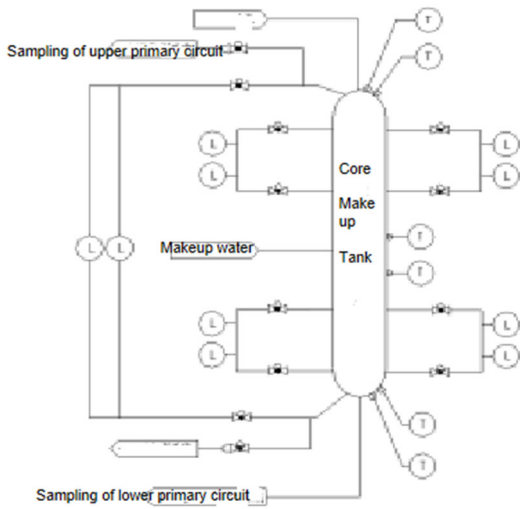 T
Sampling of upper primary circuit
T
L
L
L
L
Core
Make
up
Tank
T
L
L
Makeup water
T
L
L
L
L
T
T
Sampling of lower primary circuit